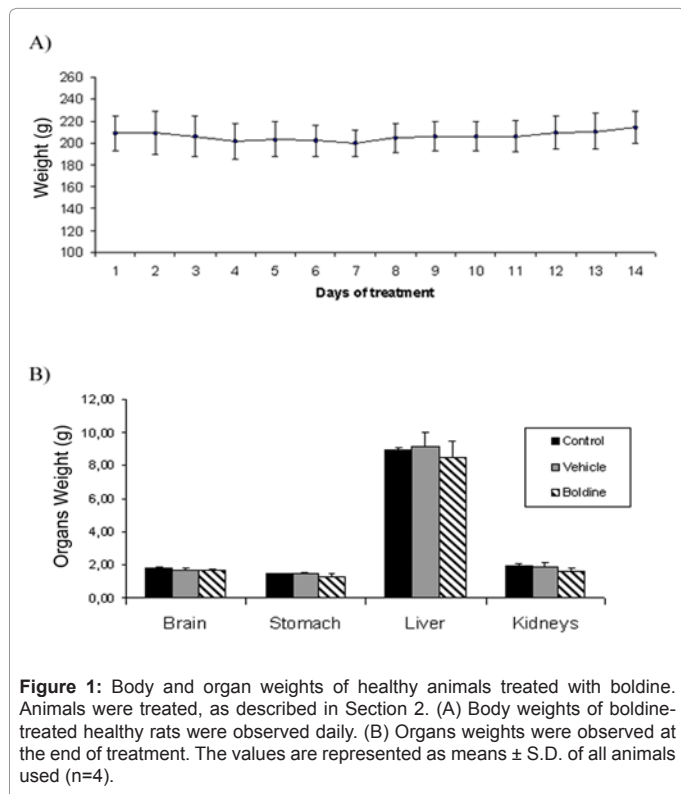 A)
260
240
220
200
180
160
140
120
100
Weight (g)
1 2 3 4 5 6 7 8 9 10 11 12 13 14
Days of treatment
B)
12,00
10,00
8,00
6,00
4,00
2,00
0,00
Organs Weight (g)
Control
Vehicle
Boldine
Brain Stomach Liver Kidneys
Figure 1: Body and organ weights of healthy animals treated with boldine.
Animals were treated, as described in Section 2. (A) Body weights of boldine-
treated healthy rats were observed daily. (B) Organs weights were observed at
the end of treatment. The values are represented as means ± S.D. of all animals
used (n=4).